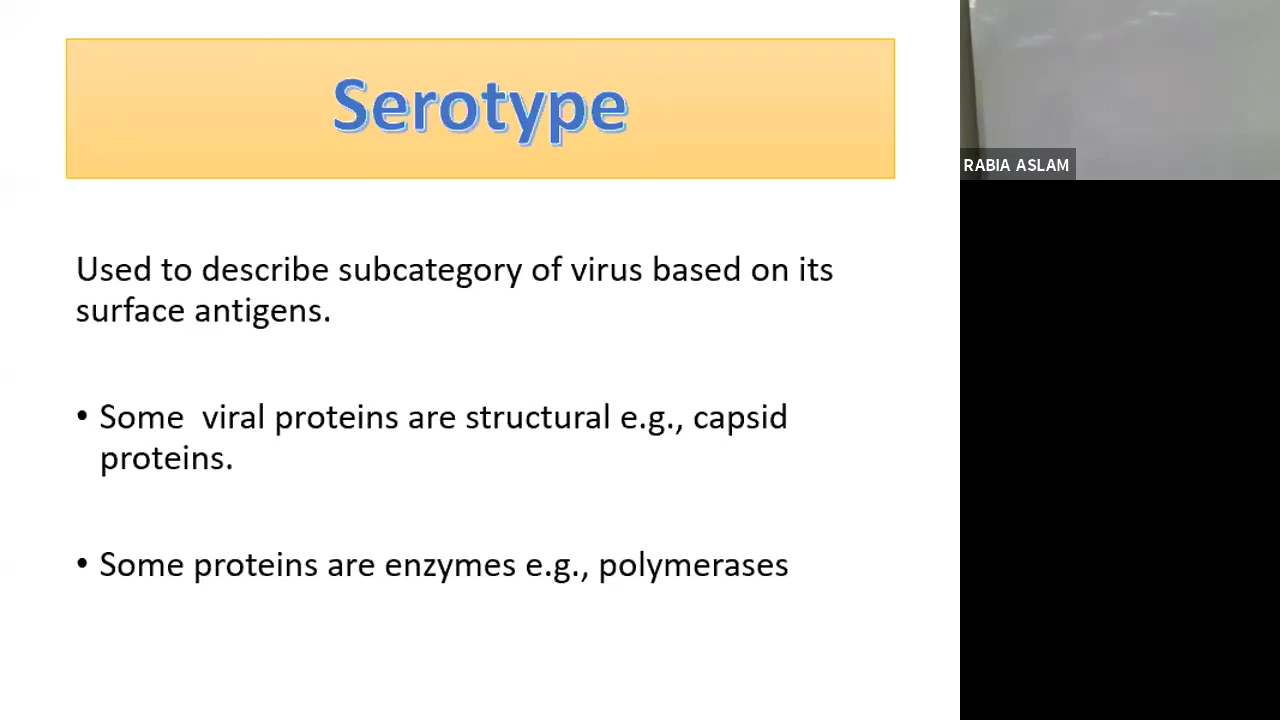 Serotype
Used to describe subcategory of virus based on its
surface antigens.
• Some  viral proteins are structural e.g., capsid
proteins.
• Some proteins are enzymes e.g., polymerases
RABIA ASLAM